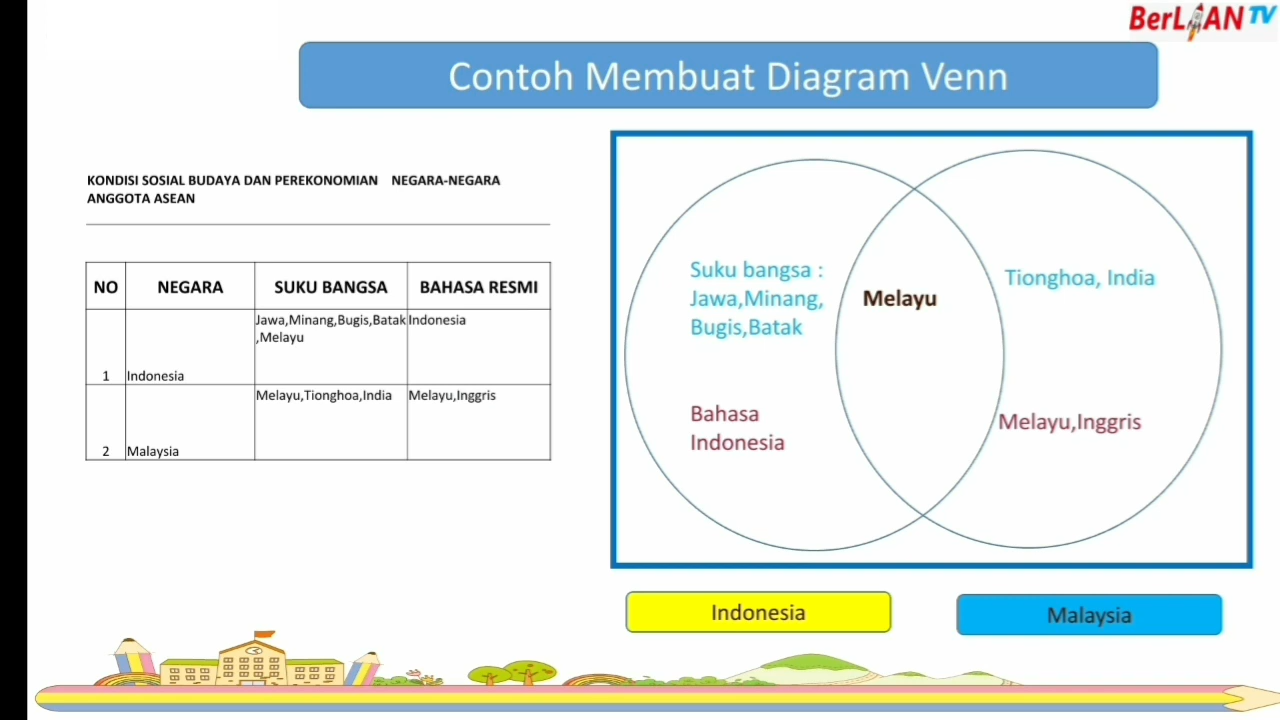 BerLIAN TV
Contoh Membuat Diagram Venn
KONDISI SOSIAL BUDAYA DAN PEREKONOMIAN NEGARA-NEGARA
ANGGOTA ASEAN
NO NEGARA SUKU BANGSA BAHASA RESMI
Jawa,Minang,Bugis,Batak Indonesia
,Melayu
1 Indonesia
Melayu,Tionghoa,India Melayu,Inggris
2 Malaysia
Suku bangsa :
Jawa,Minang,
Bugis,Batak
Bahasa
Indonesia
Melayu
Tionghoa, India
Melayu,Inggris
Indonesia
Malaysia